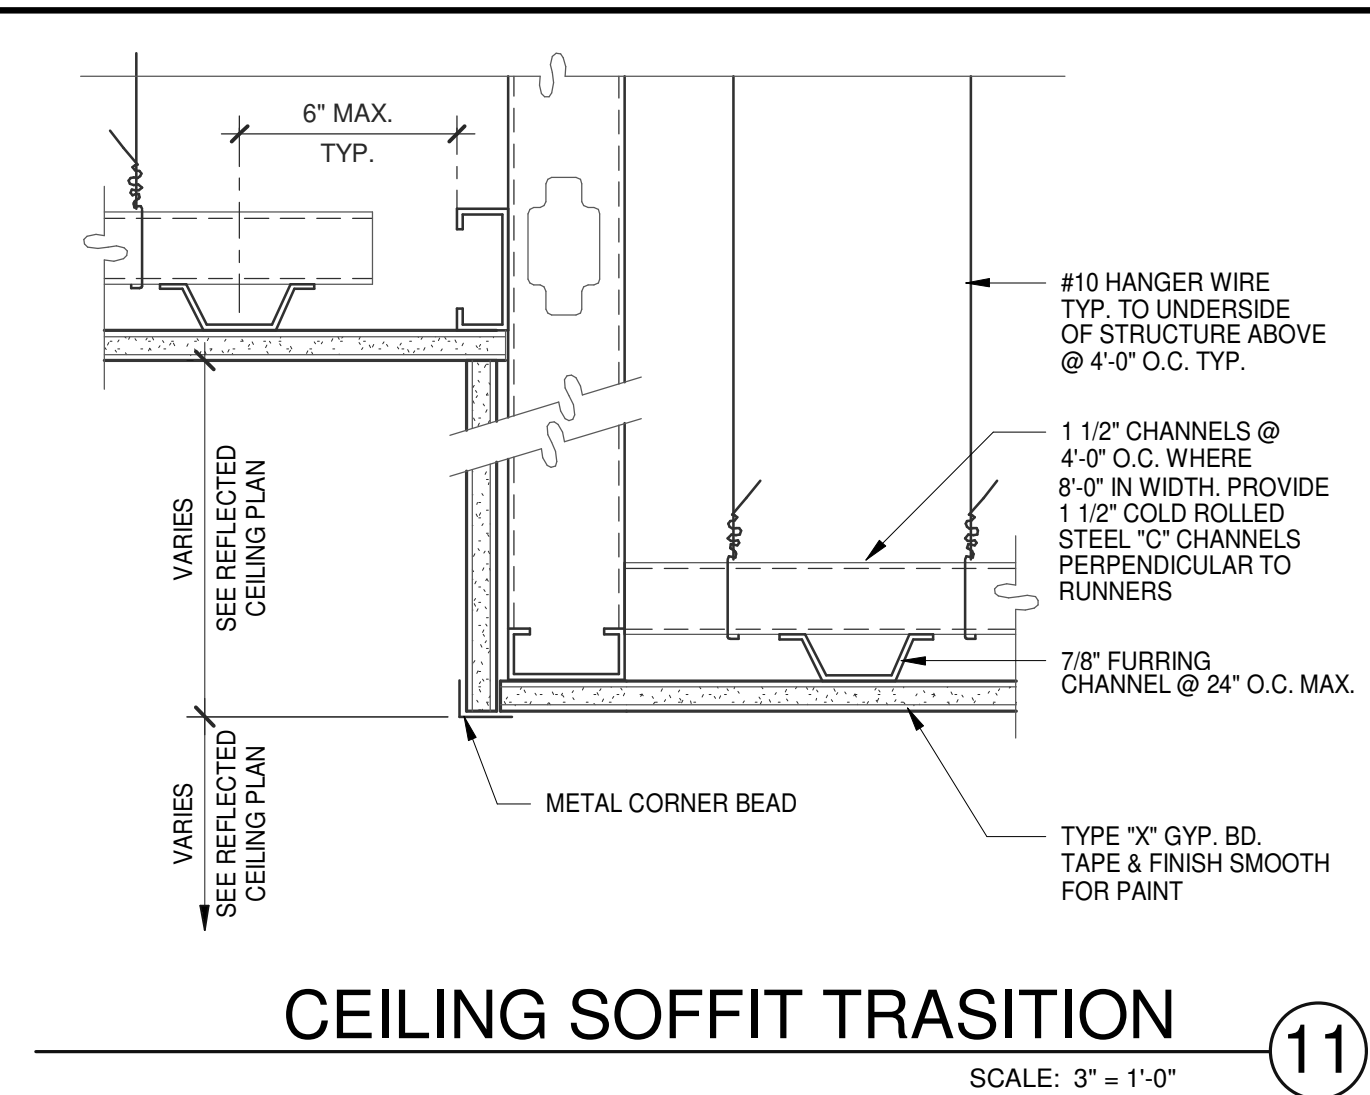 6" MAX.
TYP.
#10 HANGER WIRE
TYP. TO UNDERSIDE
OF STRUCTURE ABOVE
@ 4'-0" O.C. TYP.
1 1/2" CHANNELS @
4'-0" O.C. WHERE
8'-0" IN WIDTH. PROVIDE
1 1/2" COLD ROLLED
STEEL "C" CHANNELS
PERPENDICULAR TO
RUNNERS
VARIES
SEE REFLECTED
CEILING PLAN
7/8" FURRING
CHANNEL @ 24" O.C. MAX.
VARIES
SEE REFLECTED
CEILING PLAN
METAL CORNER BEAD
TYPE "X" GYP. BD.
TAPE & FINISH SMOOTH
FOR PAINT
CEILING SOFFIT TRASITION
11
SCALE: 3" = 1'-0"